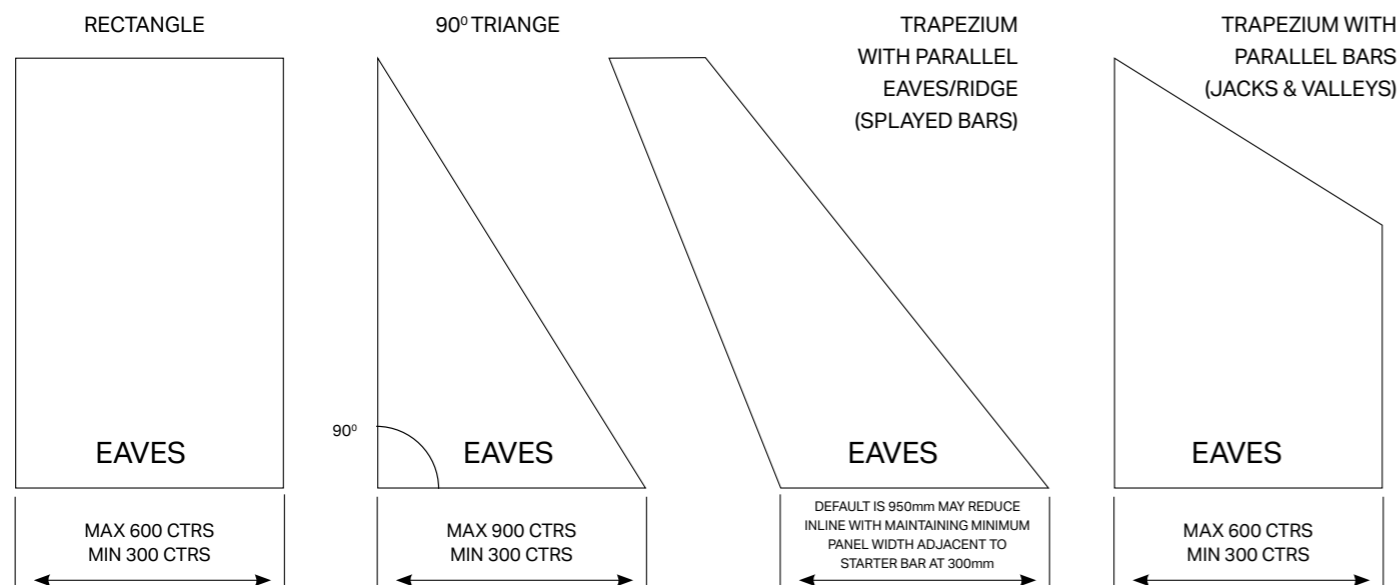 RECTANGLE
90⁰ TRIANGLE
TRAPEZIUM
WITH PARALLEL
EAVES/RIDGE
(SPLAYED BARS)
TRAPEZIUM WITH
PARALLEL BARS
(JACKS & VALLEYS)
EAVES
90⁰
EAVES
EAVES
EAVES
MAX 600 CTRS
MIN 300 CTRS
MAX 900 CTRS
MIN 300 CTRS
DEFAULT IS 950mm MAY REDUCE
INLINE WITH MAINTAINING MINIMUM
PANEL WIDTH ADJACENT TO
STARTER BAR AT 300mm
MAX 600 CTRS
MIN 300 CTRS